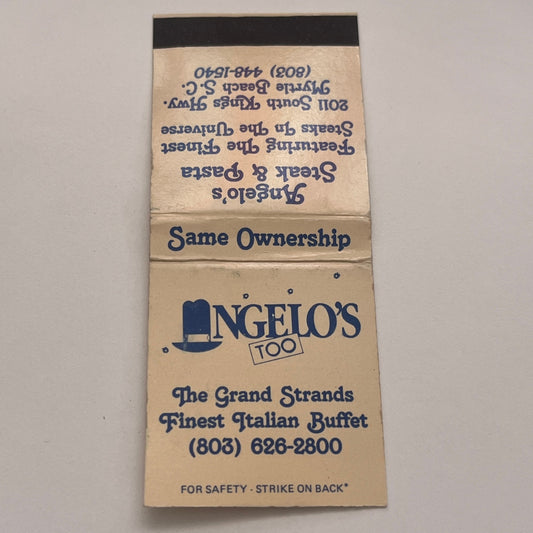 Angelo's
Steak & Pasta
Featuring The Finest
Steaks In The Universe
2011 South Kings Hwy.
Myrtle Beach S.C.
(803) 448-1540
Same Ownership
ANGELO'S
TOO
The Grand Strands
Finest Italian Buffet
(803) 626-2800
FOR SAFETY - STRIKE ON BACK*